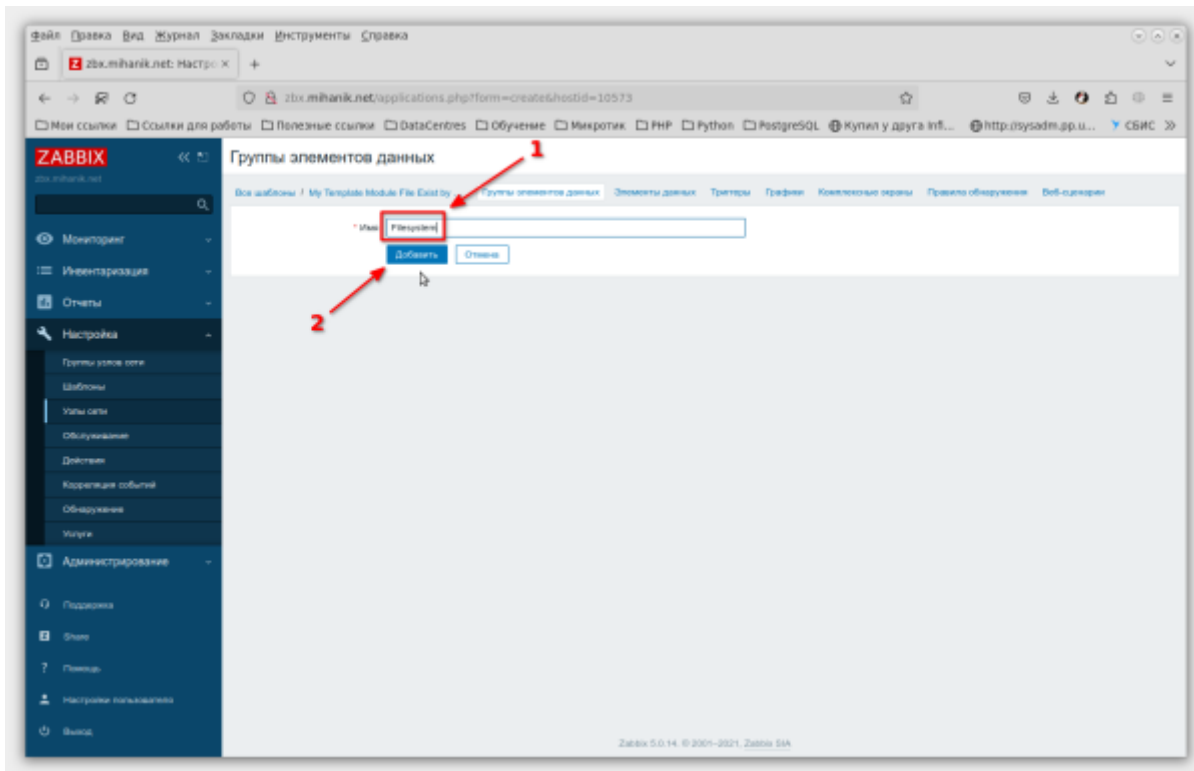 Файл Правка Вид Журнал Закладки Инструменты Справка
zbx.mihanik.net: Настро
zbx.mihanik.net/applications.php?form=create&hostid=10573
Мои ссылки Ссылки для работы Полезные ссылки DataCentres Обучение Микротик PHP Python PostgreSQL Купил у друга Infi... http://sysadm.pp.u... СБИС
ZABBIX
zbx.mihanik.net
Группы элементов данных
1
Все шаблоны / My Template Module File Exist by Группы элементов данных Элементы данных Триггеры Графики Комплексные экраны Правила обнаружения Веб-сценарии
* Имя Filesystem
Добавить Отмена
2
Мониторинг
Инвентаризация
Отчеты
Настройка
Группы узлов сети
Шаблоны
Узлы сети
Обслуживание
Действия
Корреляция событий
Обнаружение
Услуги
Администрирование
Поддержка
Share
Помощь
Настройки пользователя
Выход
Zabbix 5.0.14. © 2001–2021, Zabbix SIA